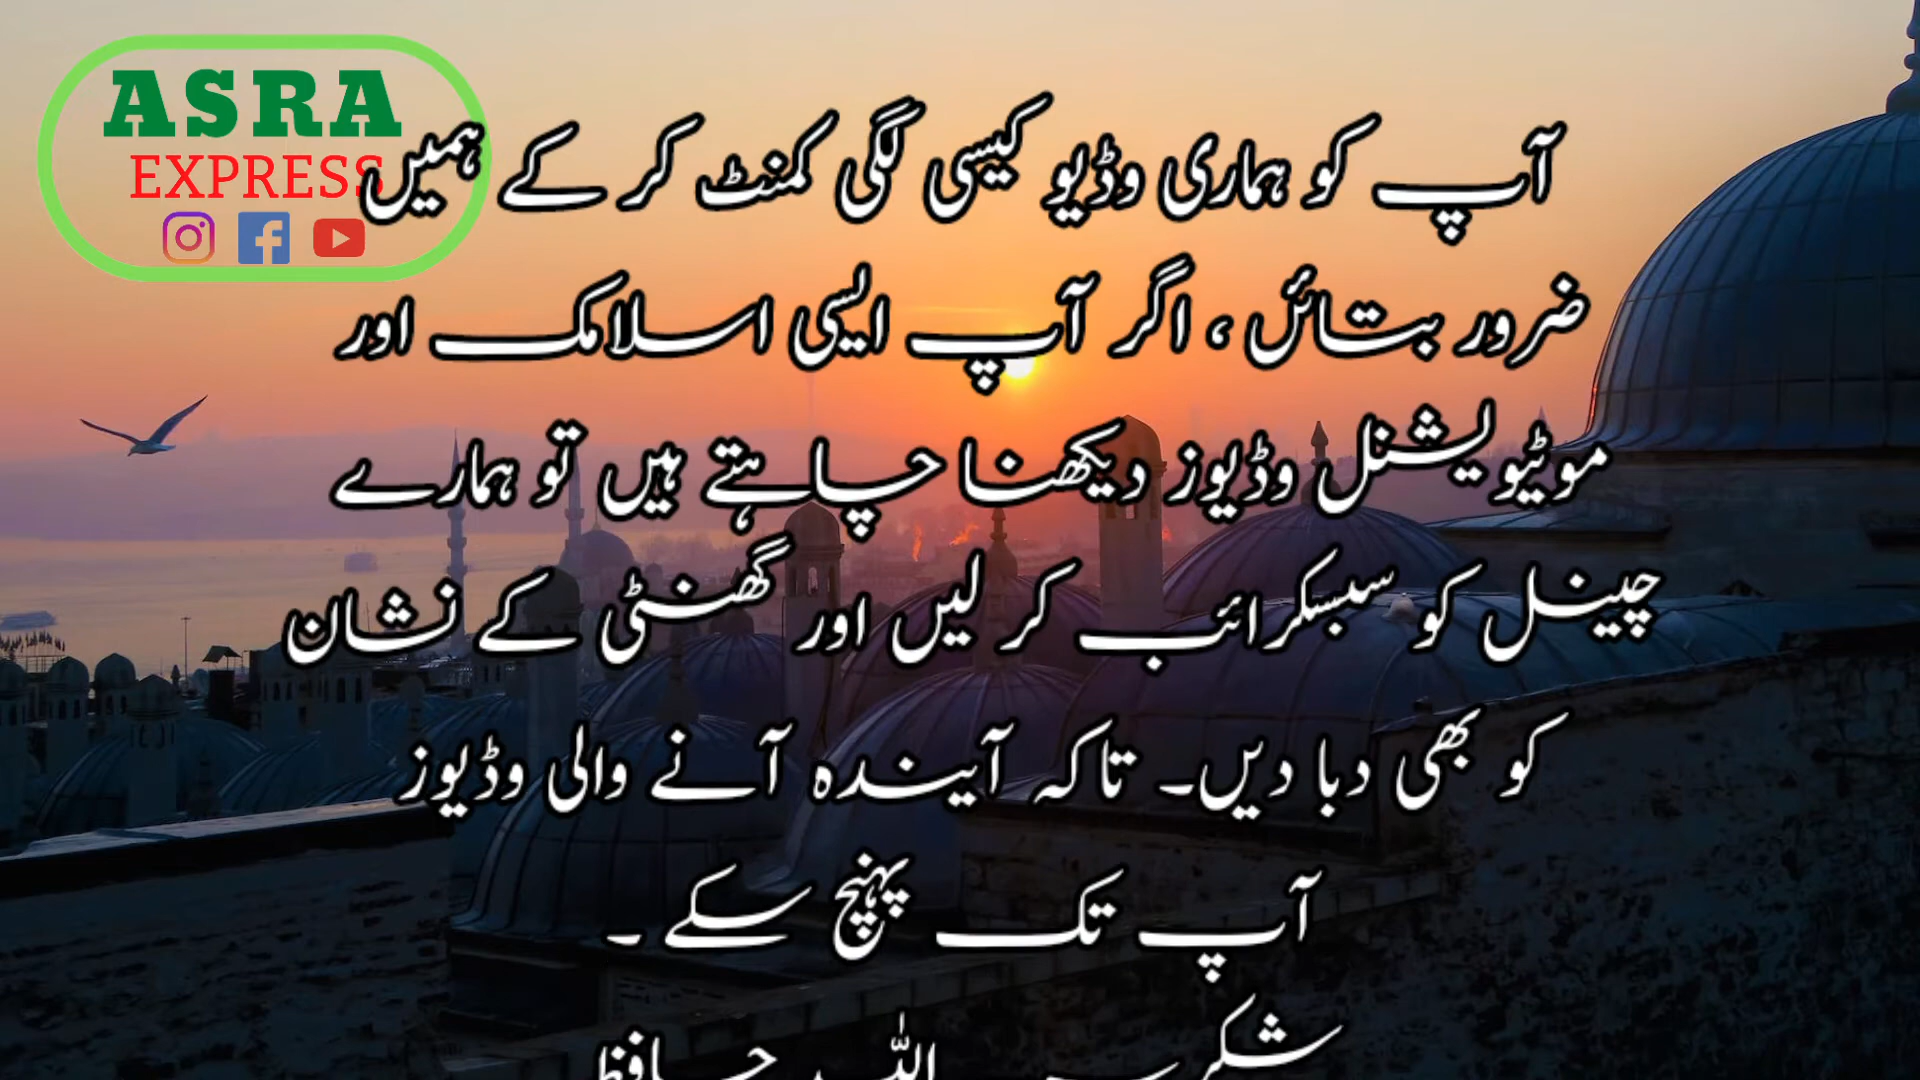 ASRA
EXPRESS
آپ کو ہماری وڈیو کیسی لگی کمنٹ کر کے ہمیں
ضرور بتائں ، اگر آپ ایسی اسلامک اور
موٹیویشنل وڈیوز دیکھنا چاہتے ہیں تو ہمارے
چینل کو سبسکرائب کر لیں اور گھنٹی کے نشان
کو بھی دبا دیں۔ تاکہ آیندہ آنے والی وڈیوز
آپ تک پہنچ سکے ۔
شکریہ اللہ حافظ